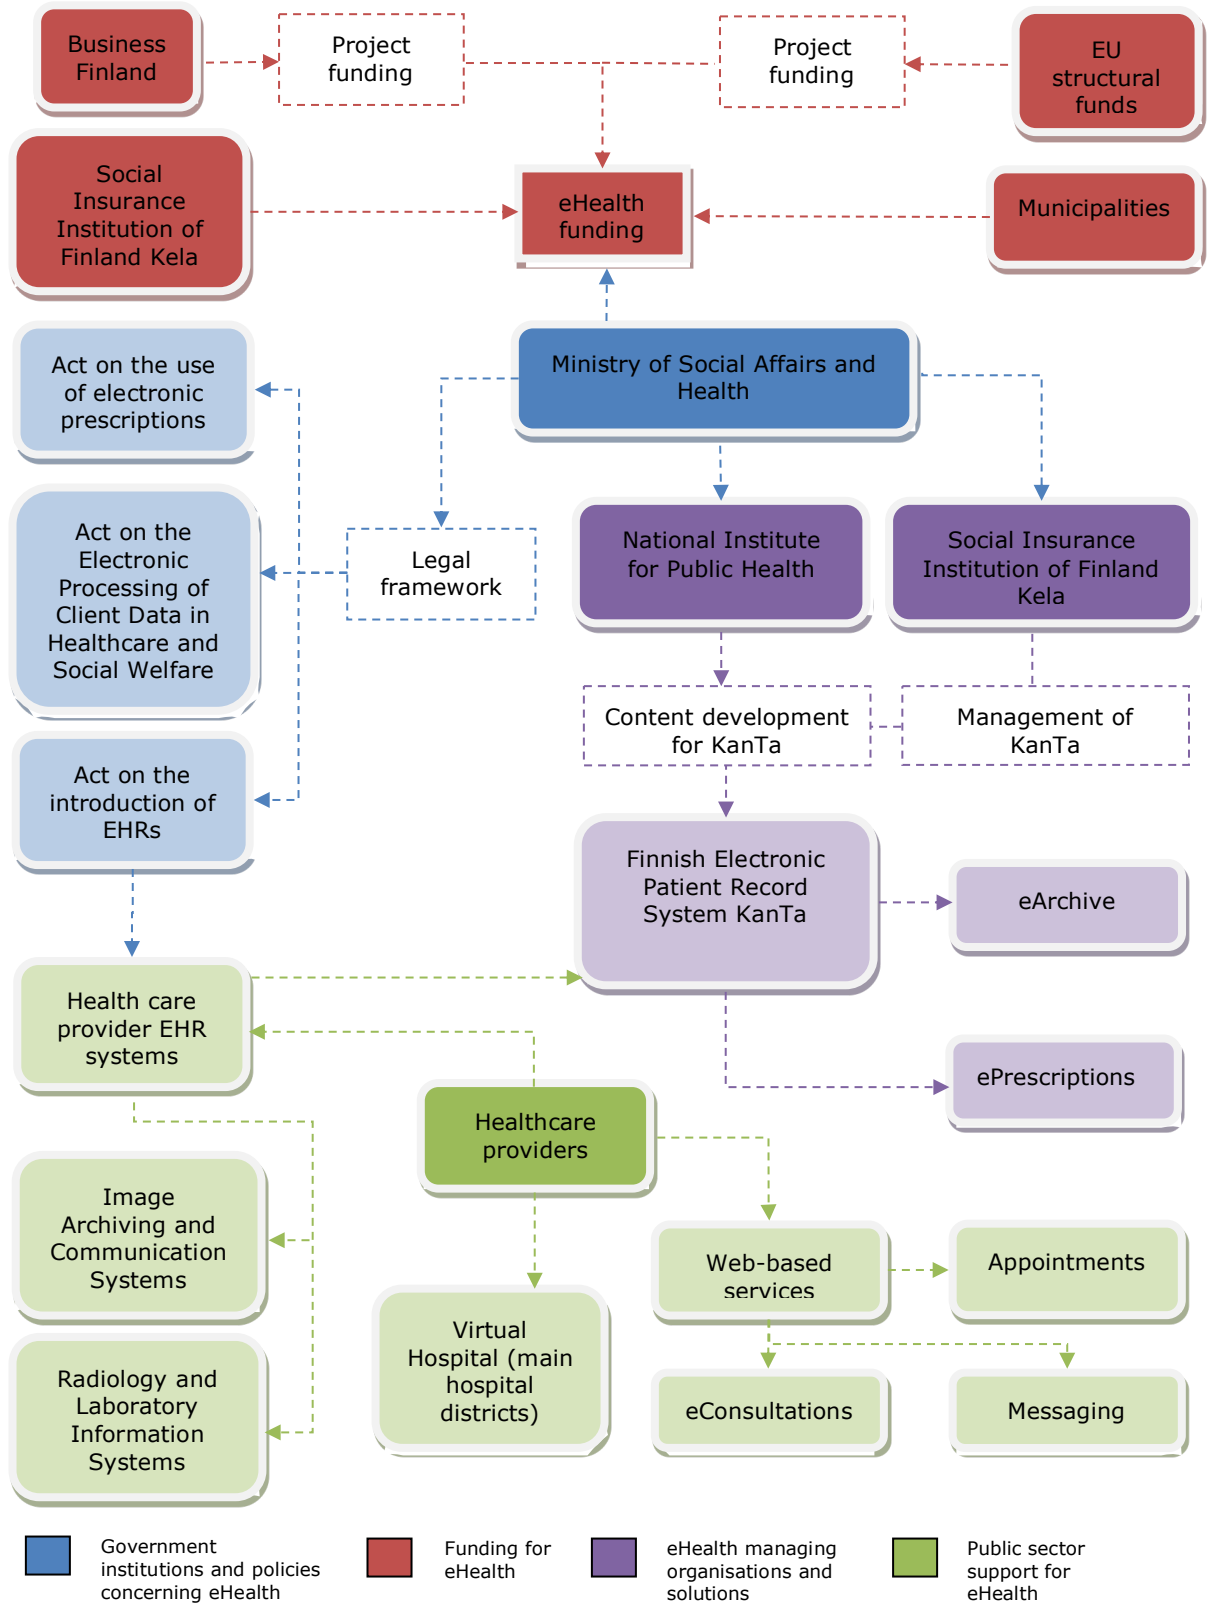 Business
Finland
Project
funding
Project
funding
EU
structural
funds
Social
Insurance
Institution of
Finland Kela
eHealth
funding
Municipalities
Act on the use
of electronic
prescriptions
Ministry of Social Affairs and
Health
Act on the
Electronic
Processing of
Client Data in
Healthcare and
Social Welfare
Legal
framework
National Institute
for Public Health
Social Insurance
Institution of Finland
Kela
Content development
for KanTa
Management of
KanTa
Act on the
introduction of
EHRs
Finnish Electronic
Patient Record
System KanTa
eArchive
Health care
provider EHR
systems
ePrescriptions
Healthcare
providers
Image
Archiving and
Communication
Systems
Web-based
services
Appointments
Virtual
Hospital (main
hospital
districts)
Radiology and
Laboratory
Information
Systems
eConsultations
Messaging
Government
institutions and policies
concerning eHealth
Funding for
eHealth
eHealth managing
organisations and
solutions
Public sector
support for
eHealth